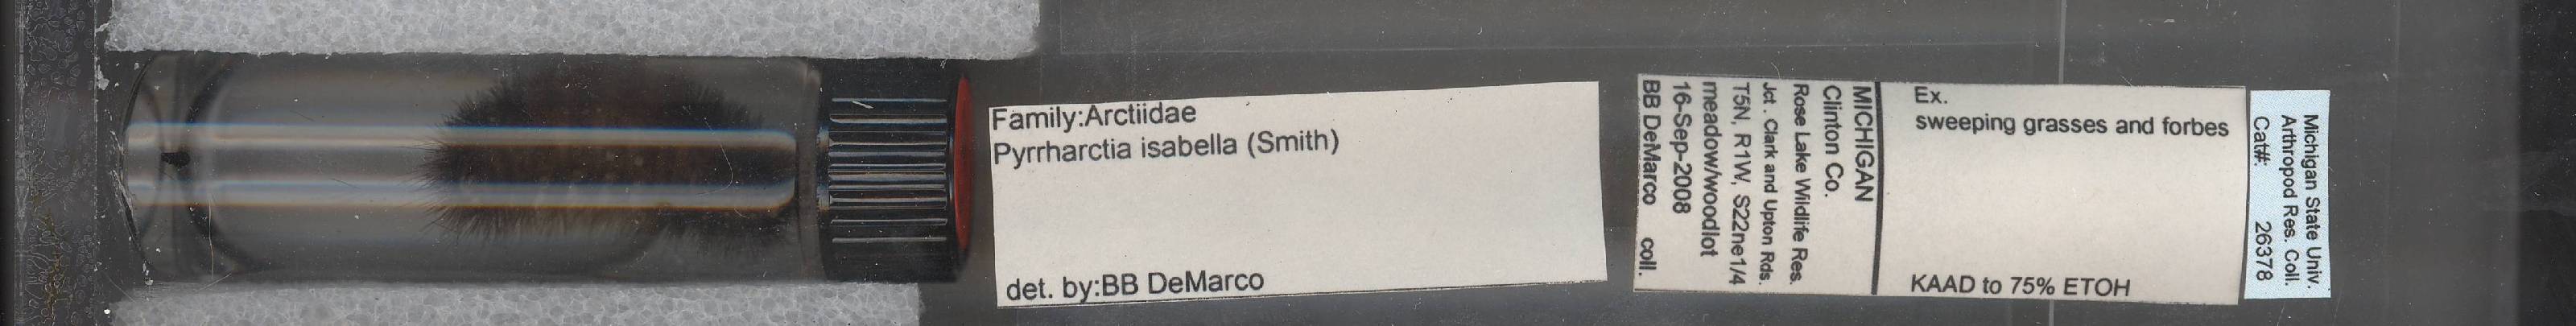 Family:Arctiidae
Pyrrharctia isabella (Smith)
det. by:BB DeMarco
MICHIGAN
Clinton Co.
Rose Lake Wildlife Res.
Jct. Clark and Upton Rds.
T5N, R1W, S22ne1/4
meadow/woodlot
16-Sep-2008
BB DeMarco coll.
Ex.
sweeping grasses and forbes
KAAD to 75% ETOH
Michigan State Univ.
Arthropod Res. Coll.
Cat#: 26378